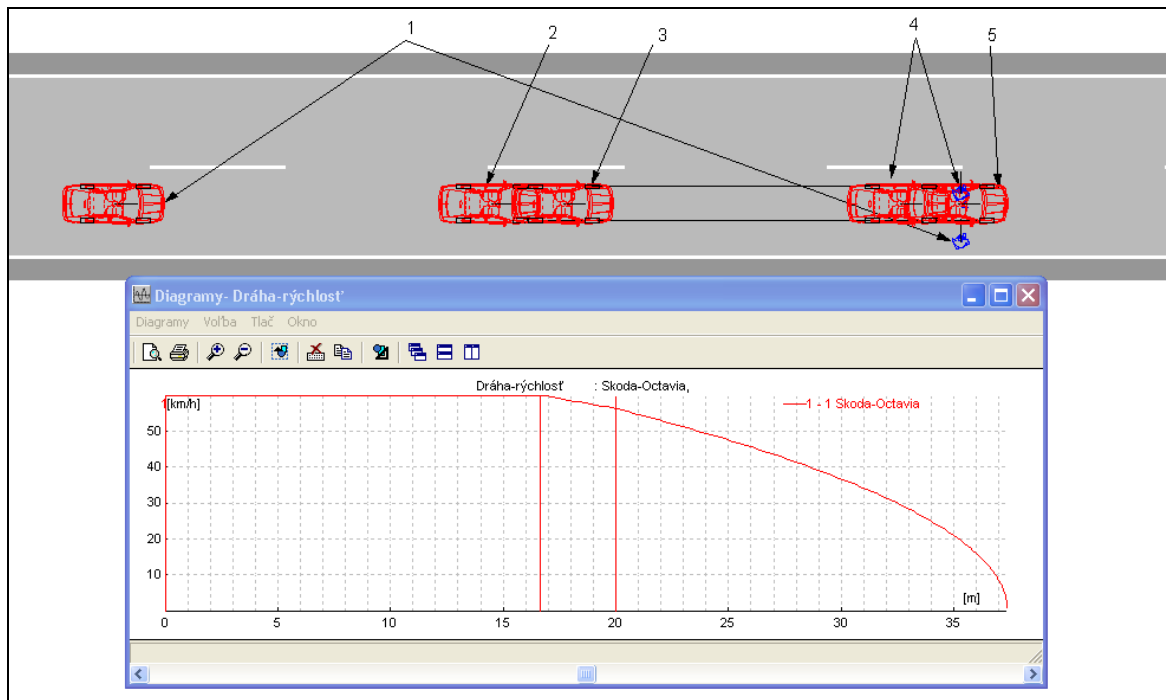 1
2
3
4
5
Diagramy- Dráha-rýchlosť
Diagramy Voľba Tlač Okno
Dráha-rýchlosť : Skoda-Octavia,
1[km/h]
1 - 1 Skoda-Octavia
50
40
30
20
10
[m]
0 5 10 15 20 25 30 35